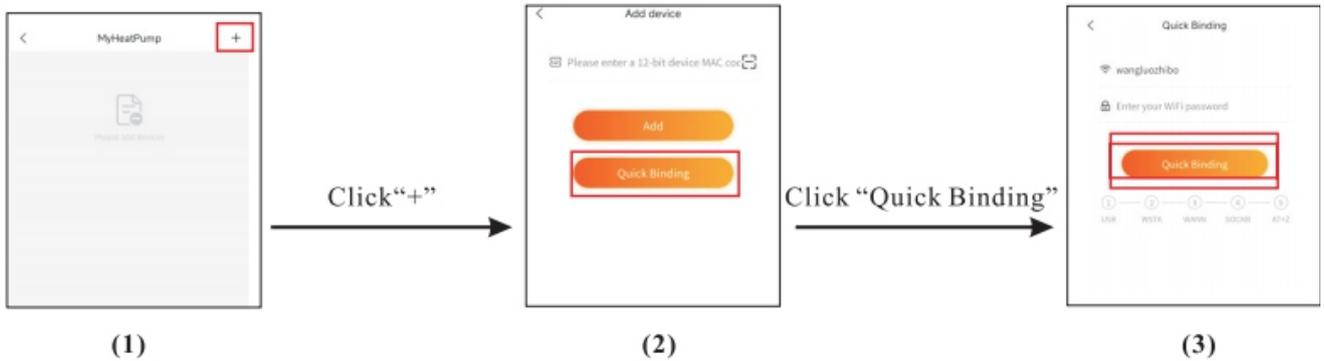 MyHeatPump
+
Please add devices
(1)
Click“+”
Add device
Please enter a 12-bit device MAC coc
Add
Quick Binding
(2)
Click “Quick Binding”
Quick Binding
wangluozhibo
Enter your WiFi password
Quick Binding
1 2 3 4 5
USR WSTA WANN SOCKB AT+Z
(3)